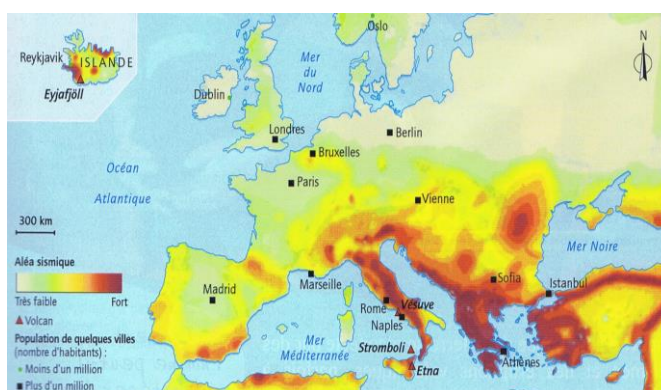 Reykjavik
ISLANDE
Eyjafjöll
Oslo
Mer
du
Nord
N
Dublin
Londres
Berlin
Bruxelles
Océan
Atlantique
Paris
Vienne
300 km
Aléa sismique
Très faible
Fort
Volcan
Population de quelques villes
(nombre d'habitants) :
Moins d'un million
Plus d'un million
Madrid
Marseille
Mer Noire
Sofia
Istanbul
Rome
Vésuve
Naples
Mer
Méditerranée
Stromboli
Etna
Athènes